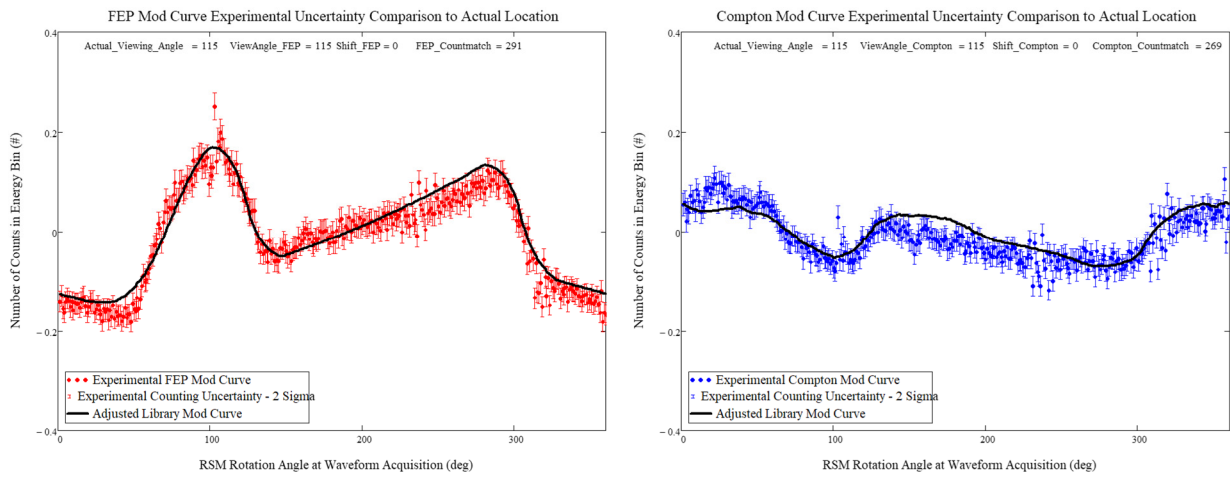 FEP Mod Curve Experimental Uncertainty Comparison to Actual Location
Actual_Viewing_Angle = 115 ViewAngle_FEP = 115 Shift_FEP = 0 FEP_Countmatch = 291
0.4
0.2
0
− 0.2
− 0.4
Number of Counts in Energy Bin (#)
Experimental FEP Mod Curve
Experimental Counting Uncertainty - 2 Sigma
Adjusted Library Mod Curve
0 100 200 300
RSM Rotation Angle at Waveform Acquisition (deg)
Compton Mod Curve Experimental Uncertainty Comparison to Actual Location
Actual_Viewing_Angle = 115 ViewAngle_Compton = 115 Shift_Compton = 0 Compton_Countmatch = 269
0.4
0.2
0
− 0.2
− 0.4
Number of Counts in Energy Bin (#)
Experimental Compton Mod Curve
Experimental Counting Uncertainty - 2 Sigma
Adjusted Library Mod Curve
0 100 200 300
RSM Rotation Angle at Waveform Acquisition (deg)